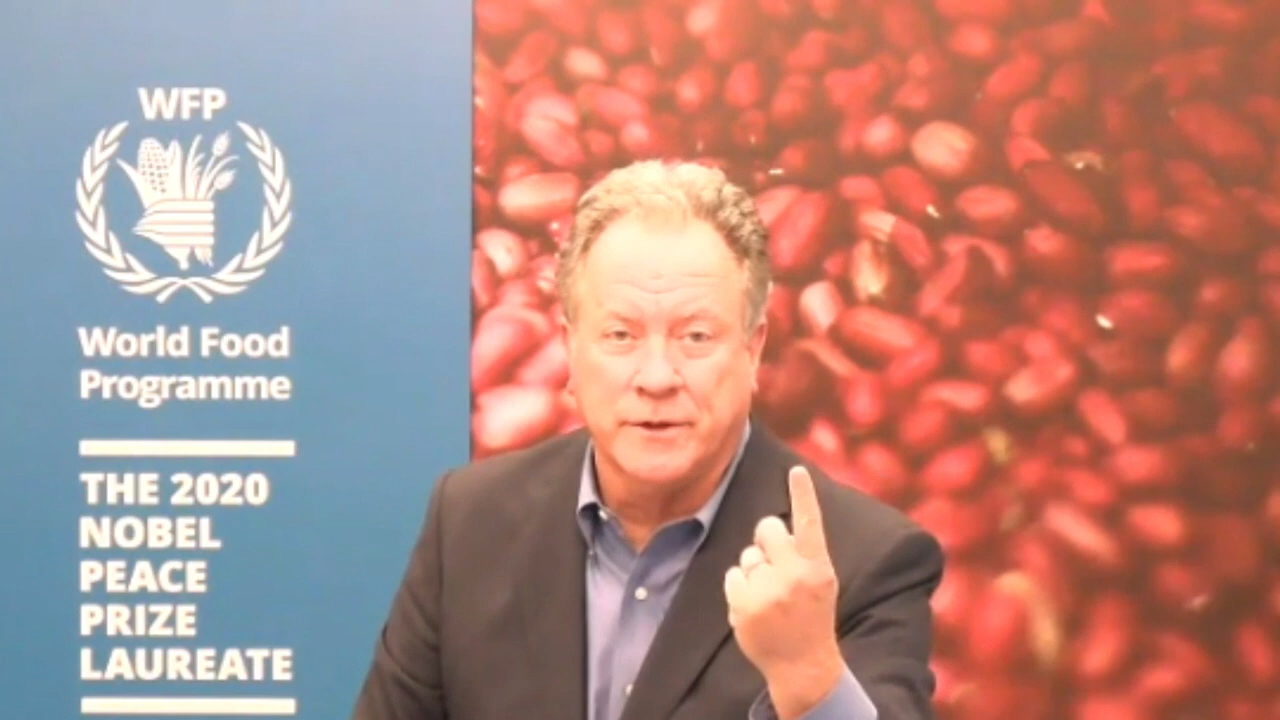 WFP
World Food
Programme
THE 2020
NOBEL
PEACE
PRIZE
LAUREATE